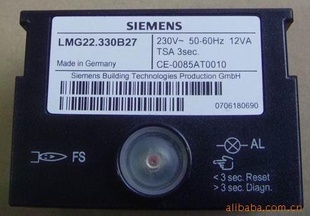 SIEMENS
LMG22.330B27
230V~ 50-60Hz 12VA
TSA 3sec.
Made in Germany
CE-0085AT0010
Siemens Building Technologies Production GmbH
0706180690
FS
AL
< 3 sec. Reset
> 3 sec. Diagn.
alibaba.com.cn